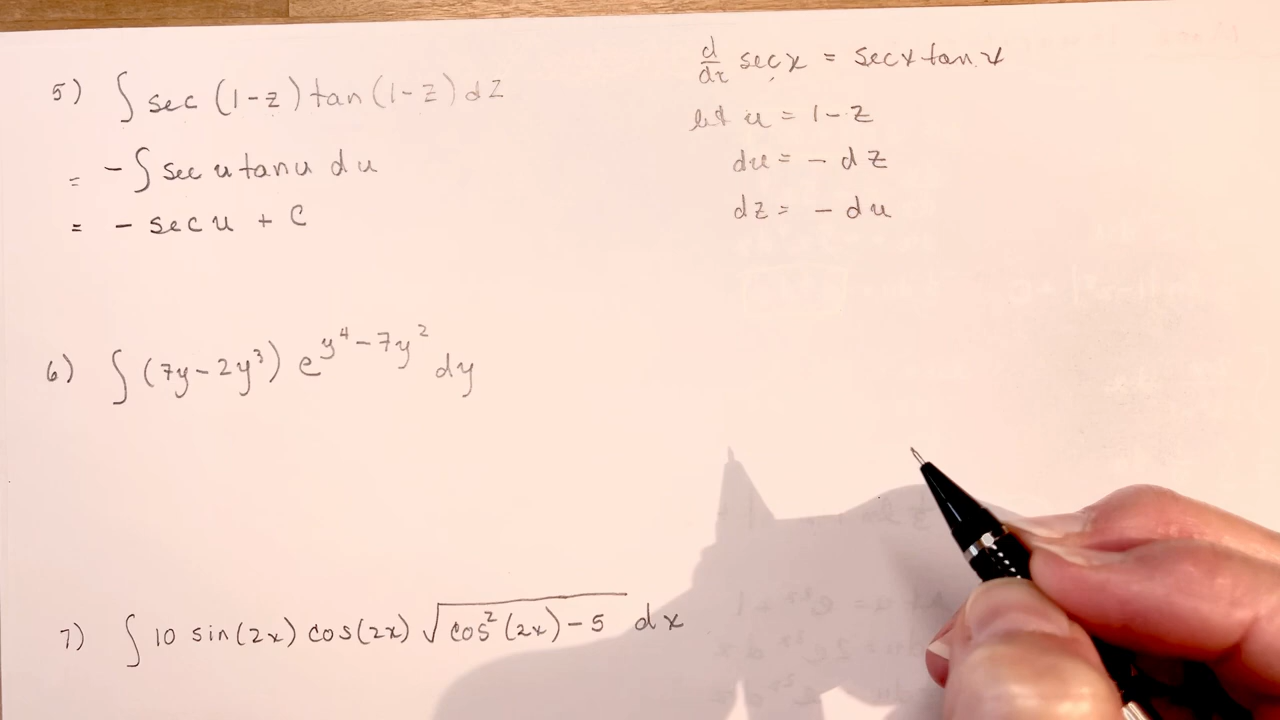 5) ∫ sec (1-z) tan (1-z) dz
= -∫ sec u tan u du
= - sec u + C
d/dx sec x = sec x tan x
let u = 1-z
du = - dz
dz = - du
6) ∫ (7y-2y³) e^(y⁴-7y²) dy
7) ∫ 10 sin(2x) cos(2x) √(cos²(2x)-5) dx